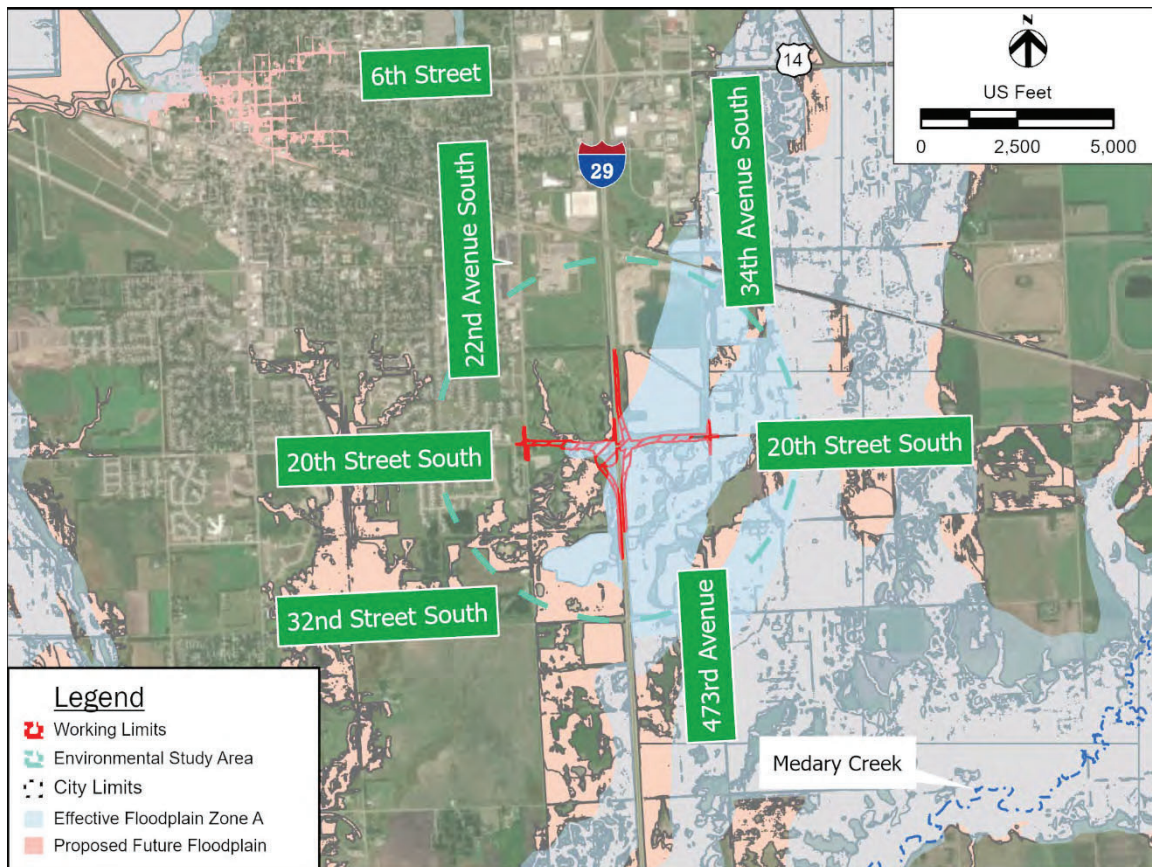 6th Street
14
N
US Feet
0 2,500 5,000
29
22nd Avenue South
34th Avenue South
20th Street South
20th Street South
32nd Street South
473rd Avenue
Medary Creek
Legend
Working Limits
Environmental Study Area
City Limits
Effective Floodplain Zone A
Proposed Future Floodplain